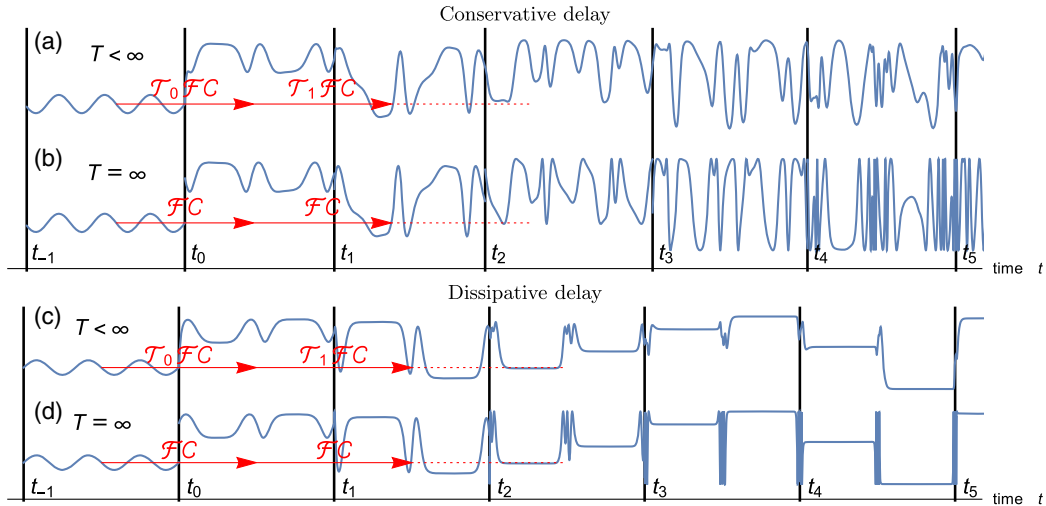 Conservative delay
(a) T < ∞
𝒯₀ℱC 𝒯₁ℱC
(b) T = ∞
ℱC ℱC
t₋₁ t₀ t₁ t₂ t₃ t₄ t₅
time t
Dissipative delay
(c) T < ∞
𝒯₀ℱC 𝒯₁ℱC
(d) T = ∞
ℱC ℱC
t₋₁ t₀ t₁ t₂ t₃ t₄ t₅
time t